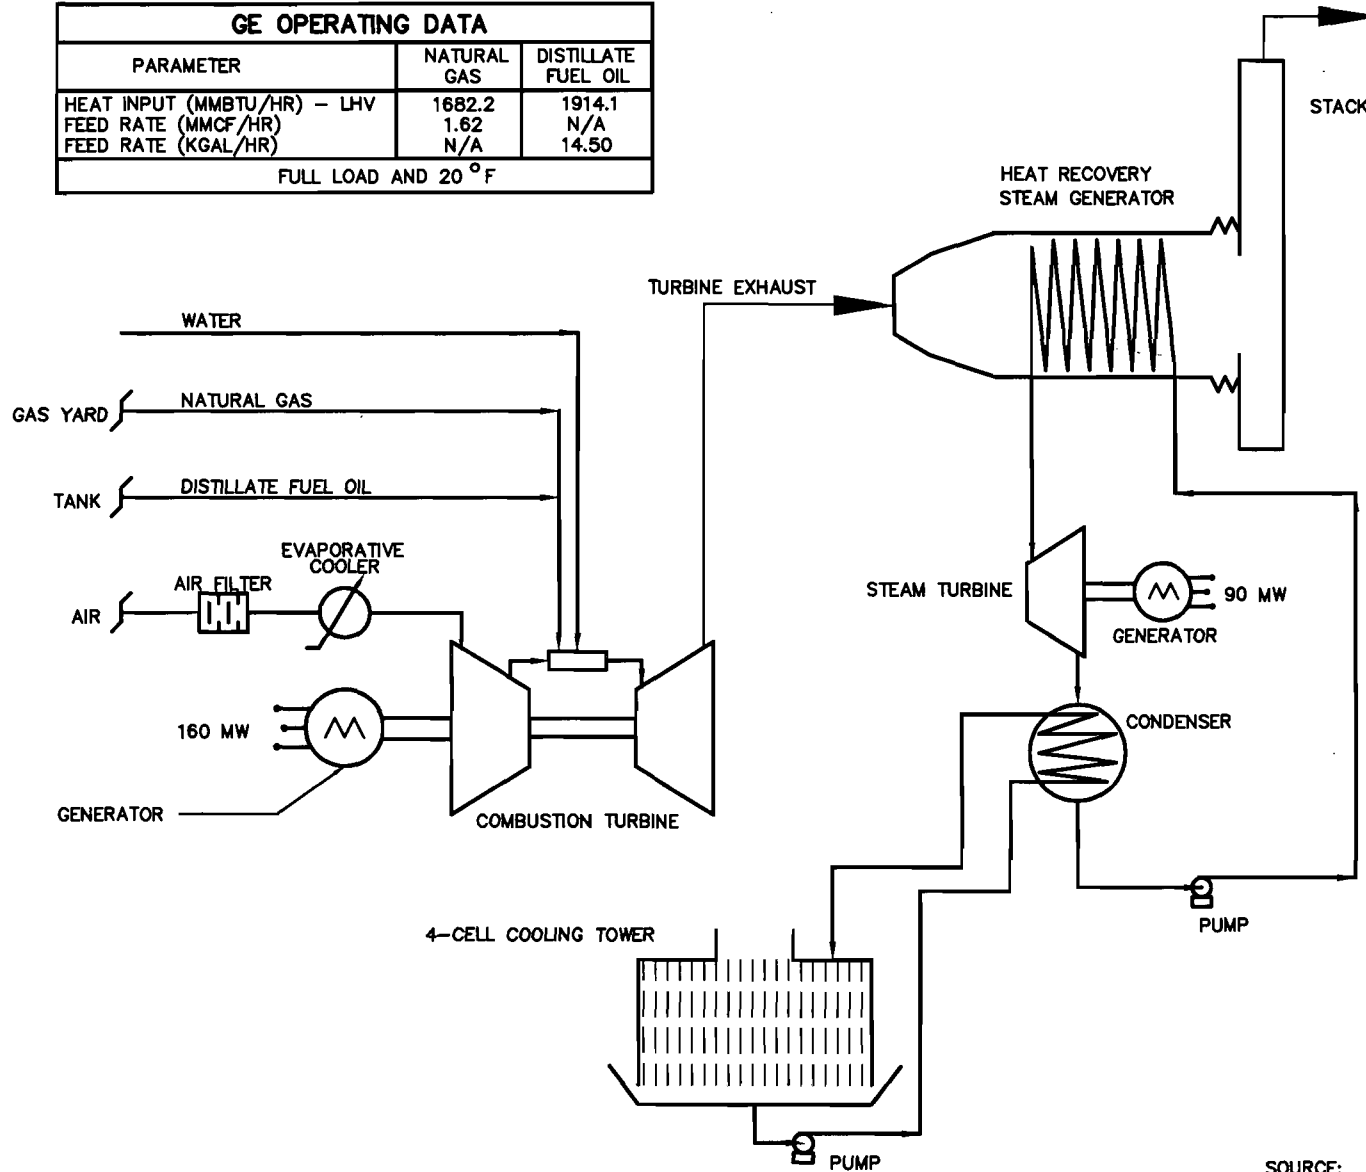 GE OPERATING DATA
PARAMETER NATURAL GAS DISTILLATE FUEL OIL
HEAT INPUT (MMBTU/HR) – LHV 1682.2 1914.1
FEED RATE (MMCF/HR) 1.62 N/A
FEED RATE (KGAL/HR) N/A 14.50
FULL LOAD AND 20 °F
STACK
HEAT RECOVERY
STEAM GENERATOR
TURBINE EXHAUST
WATER
GAS YARD
NATURAL GAS
TANK
DISTILLATE FUEL OIL
EVAPORATIVE
COOLER
AIR FILTER
AIR
STEAM TURBINE
90 MW
GENERATOR
160 MW
CONDENSER
GENERATOR
COMBUSTION TURBINE
PUMP
4-CELL COOLING TOWER
PUMP
SOURCE: